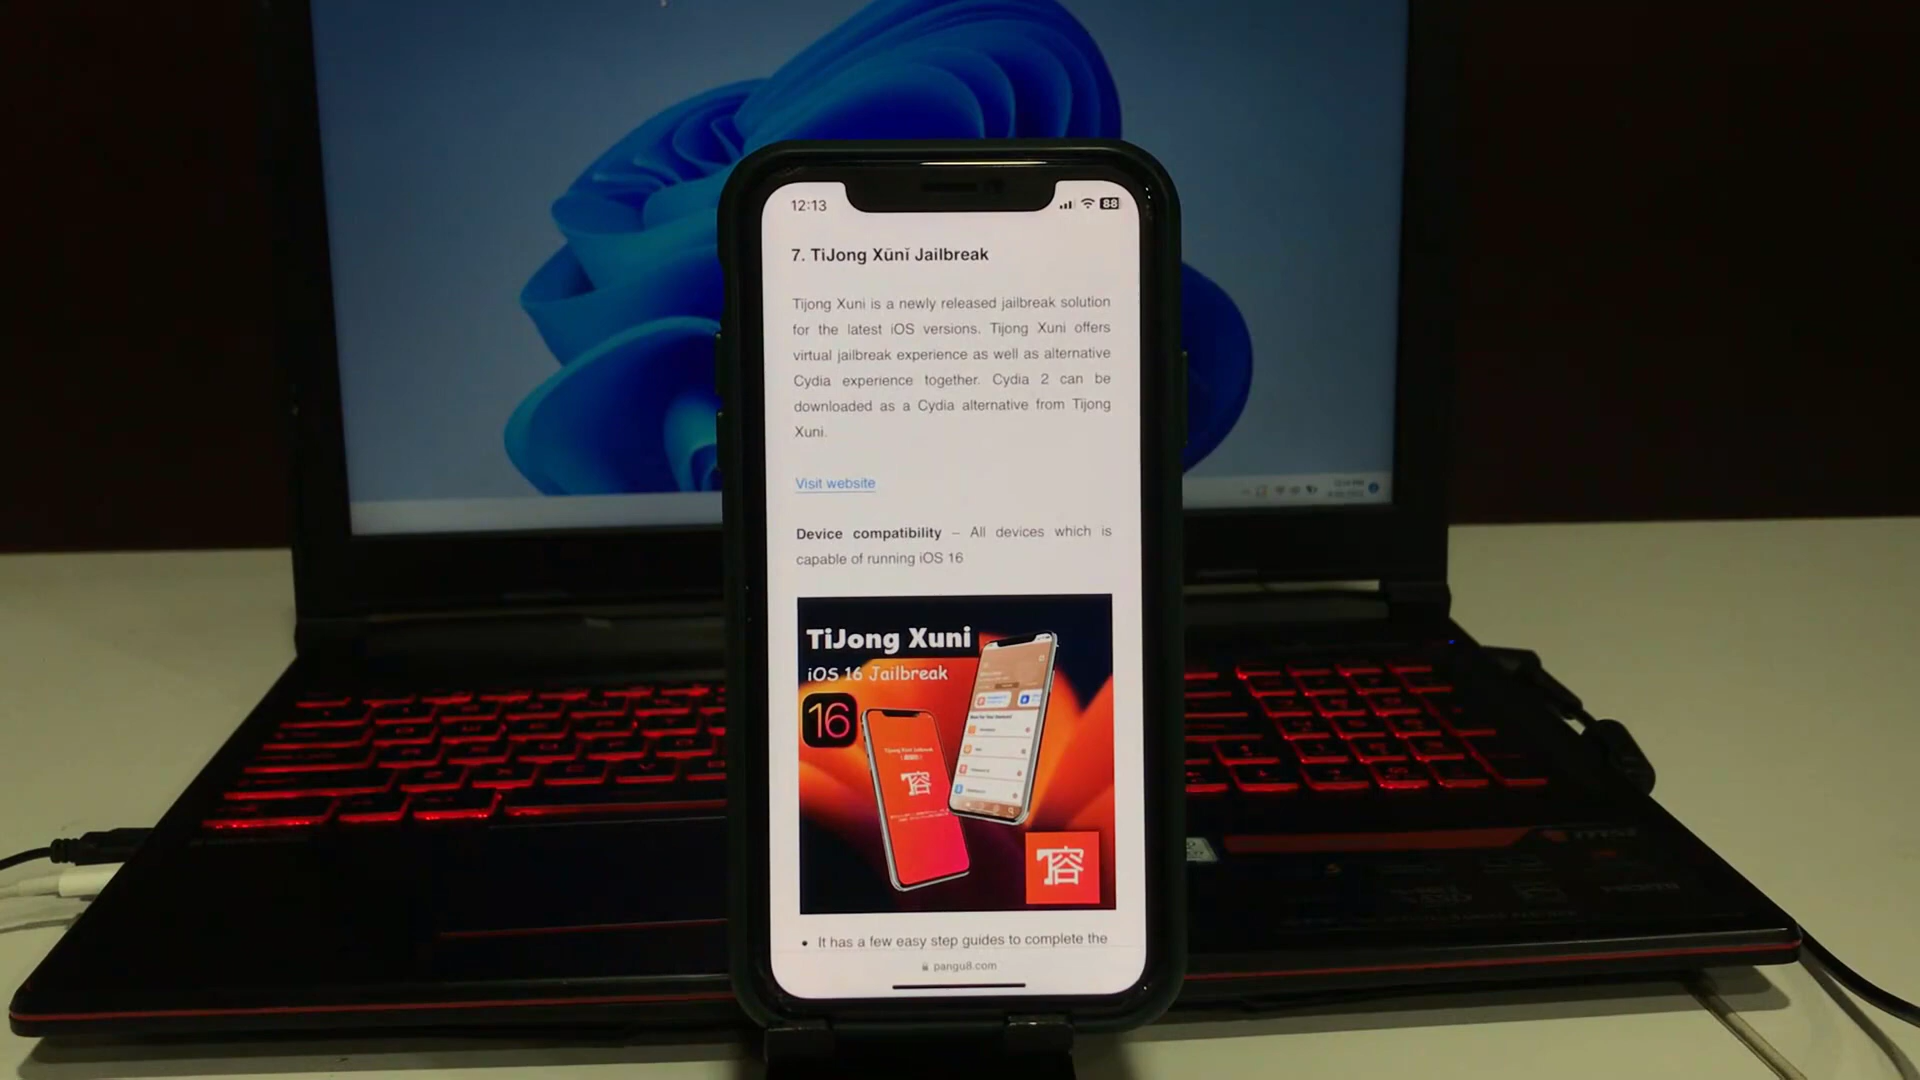 12:13
88
7. TiJong Xūnĭ Jailbreak
Tijong Xuni is a newly released jailbreak solution
for the latest iOS versions. Tijong Xuni offers
virtual jailbreak experience as well as alternative
Cydia experience together. Cydia 2 can be
downloaded as a Cydia alternative from Tijong
Xuni.
Visit website
Device compatibility – All devices which is
capable of running iOS 16
TiJong Xuni
iOS 16 Jailbreak
16
It has a few easy step guides to complete the
pangu8.com